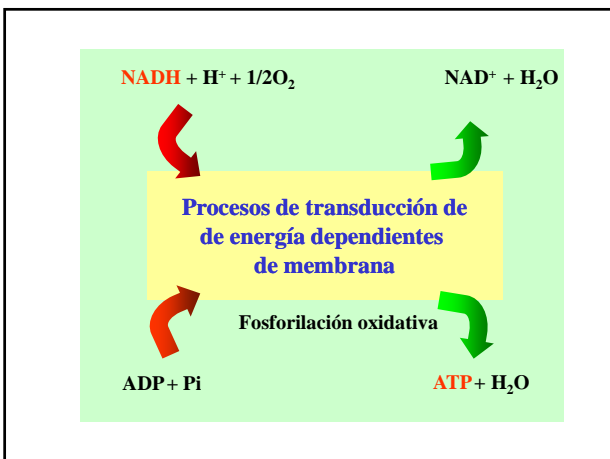 NADH + H⁺ + 1/2O₂
NAD⁺ + H₂O
Procesos de transducción de
de energía dependientes
de membrana
Fosforilación oxidativa
ADP + Pi
ATP + H₂O